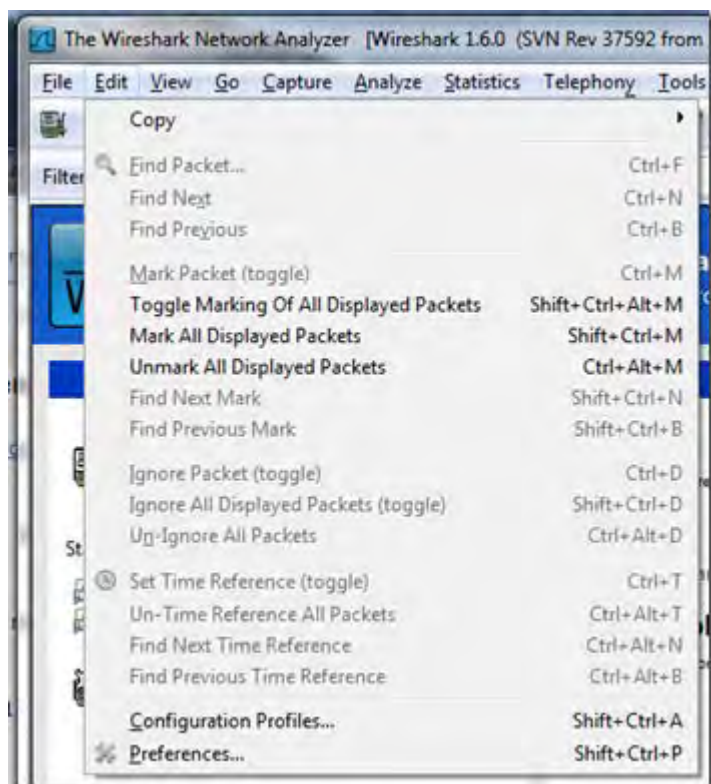 The Wireshark Network Analyzer [Wireshark 1.6.0 (SVN Rev 37592 from
File Edit View Go Capture Analyze Statistics Telephony Tools
Filter
Copy
Find Packet... Ctrl+F
Find Next Ctrl+N
Find Previous Ctrl+B
Mark Packet (toggle) Ctrl+M
Toggle Marking Of All Displayed Packets Shift+Ctrl+Alt+M
Mark All Displayed Packets Shift+Ctrl+M
Unmark All Displayed Packets Ctrl+Alt+M
Find Next Mark Shift+Ctrl+N
Find Previous Mark Shift+Ctrl+B
Ignore Packet (toggle) Ctrl+D
Ignore All Displayed Packets (toggle) Shift+Ctrl+D
Un-Ignore All Packets Ctrl+Alt+D
Set Time Reference (toggle) Ctrl+T
Un-Time Reference All Packets Ctrl+Alt+T
Find Next Time Reference Ctrl+Alt+N
Find Previous Time Reference Ctrl+Alt+B
Configuration Profiles... Shift+Ctrl+A
Preferences... Shift+Ctrl+P